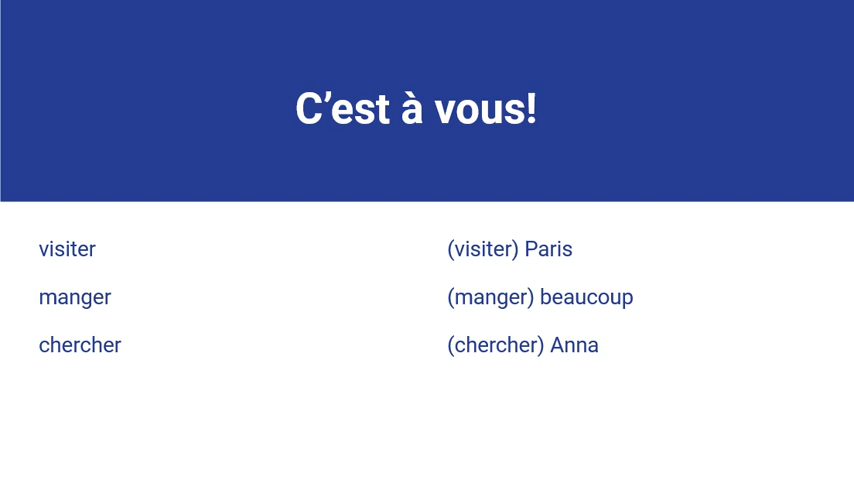 C’est à vous!
visiter
manger
chercher
(visiter) Paris
(manger) beaucoup
(chercher) Anna